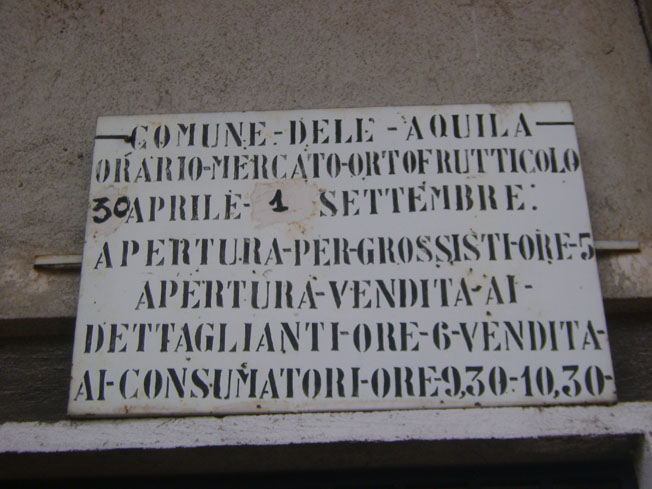 COMUNE-DELE-AQUILA
ORARIO-MERCATO-ORTOFRUTTICOLO
30 APRILE-1 SETTEMBRE:
APERTURA-PER-GROSSISTI-ORE-5
APERTURA-VENDITA-AI-
DETTAGLIANTI-ORE-6-VENDITA-
AI-CONSUMATORI-ORE9,30-10,30-